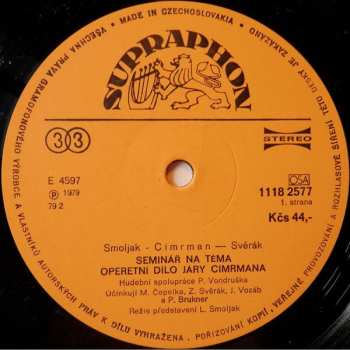 VŠECHNA PRÁVA GRAMOFONOVÉHO VÝROBCE A VLASTNÍKŮ AUTORSKÝCH PRÁV K DÍLU VYHRAZENA. POŘIZOVÁNÍ KOPIÍ, VEŘEJNÉ PROVOZOVÁNÍ A ROZHLASOVÉ ŠÍŘENÍ TÉTO DESKY JE ZAKÁZÁNO • MADE IN CZECHOSLOVAKIA •
SUPRAPHON
33
STEREO
E 4597
Ⓟ 1979
79 2
OSA
1118 2577
1. strana
Kčs 44,-
Smoljak - Cimrman — Svěrák
SEMINÁŘ NA TEMA
OPERETNÍ DÍLO JÁRY CIMRMANA
Hudební spolupráce P. Vondruška
Účinkují M. Čepelka, Z. Svěrák, J. Vozáb
a P. Brukner
Režie představení L. Smoljak